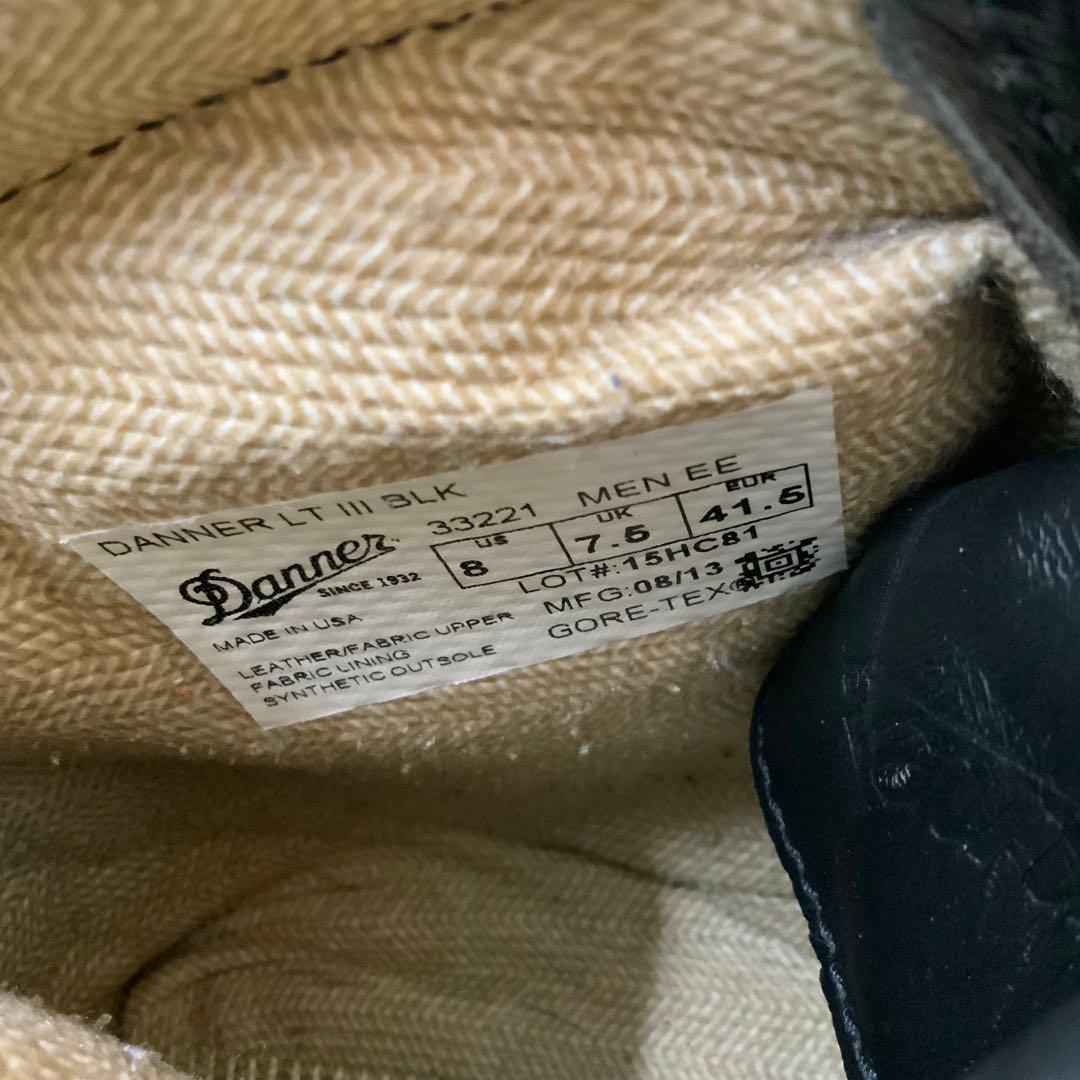 DANNER LT III BLK
33221 MEN EE
Danner™
SINCE 1932
US UK EUR
8 7.5 41.5
LOT#:15HC81
MFG:08/13
GORE-TEX®
MADE IN USA
LEATHER/FABRIC UPPER
FABRIC LINING
SYNTHETIC OUTSOLE